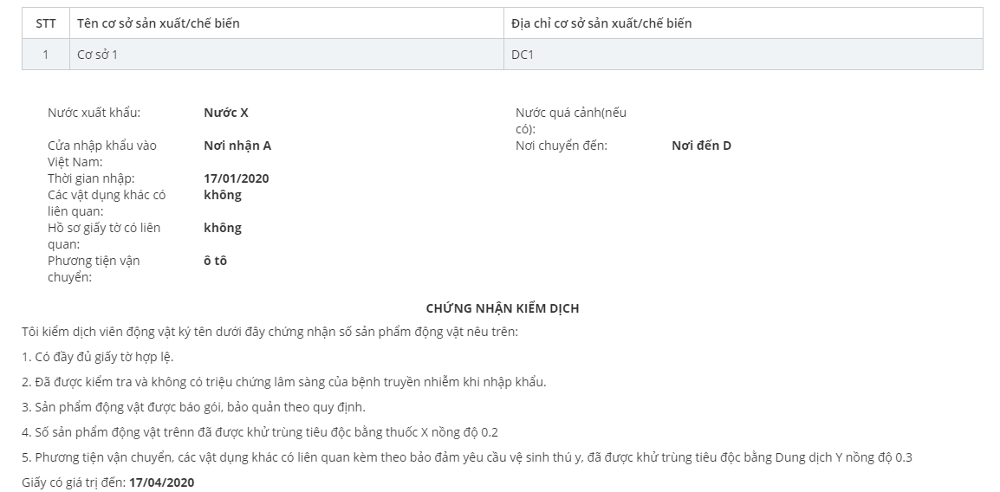 STT Tên cơ sở sản xuất/chế biến Địa chỉ cơ sở sản xuất/chế biến
1 Cơ sở 1 DC1
Nước xuất khẩu: Nước X Nước quá cảnh(nếu
có):
Cửa nhập khẩu vào Nơi nhận A Nơi chuyển đến: Nơi đến D
Việt Nam:
Thời gian nhập: 17/01/2020
Các vật dụng khác có không
liên quan:
Hồ sơ giấy tờ có liên không
quan:
Phương tiện vận ô tô
chuyển:
CHỨNG NHẬN KIỂM DỊCH
Tôi kiểm dịch viên động vật ký tên dưới đây chứng nhận số sản phẩm động vật nêu trên:
1. Có đầy đủ giấy tờ hợp lệ.
2. Đã được kiểm tra và không có triệu chứng lâm sàng của bệnh truyền nhiễm khi nhập khẩu.
3. Sản phẩm động vật được báo gói, bảo quản theo quy định.
4. Số sản phẩm động vật trênn đã được khử trùng tiêu độc bằng thuốc X nồng độ 0.2
5. Phương tiện vận chuyển, các vật dụng khác có liên quan kèm theo bảo đảm yêu cầu vệ sinh thú y, đã được khử trùng tiêu độc bằng Dung dịch Y nồng độ 0.3
Giấy có giá trị đến: 17/04/2020